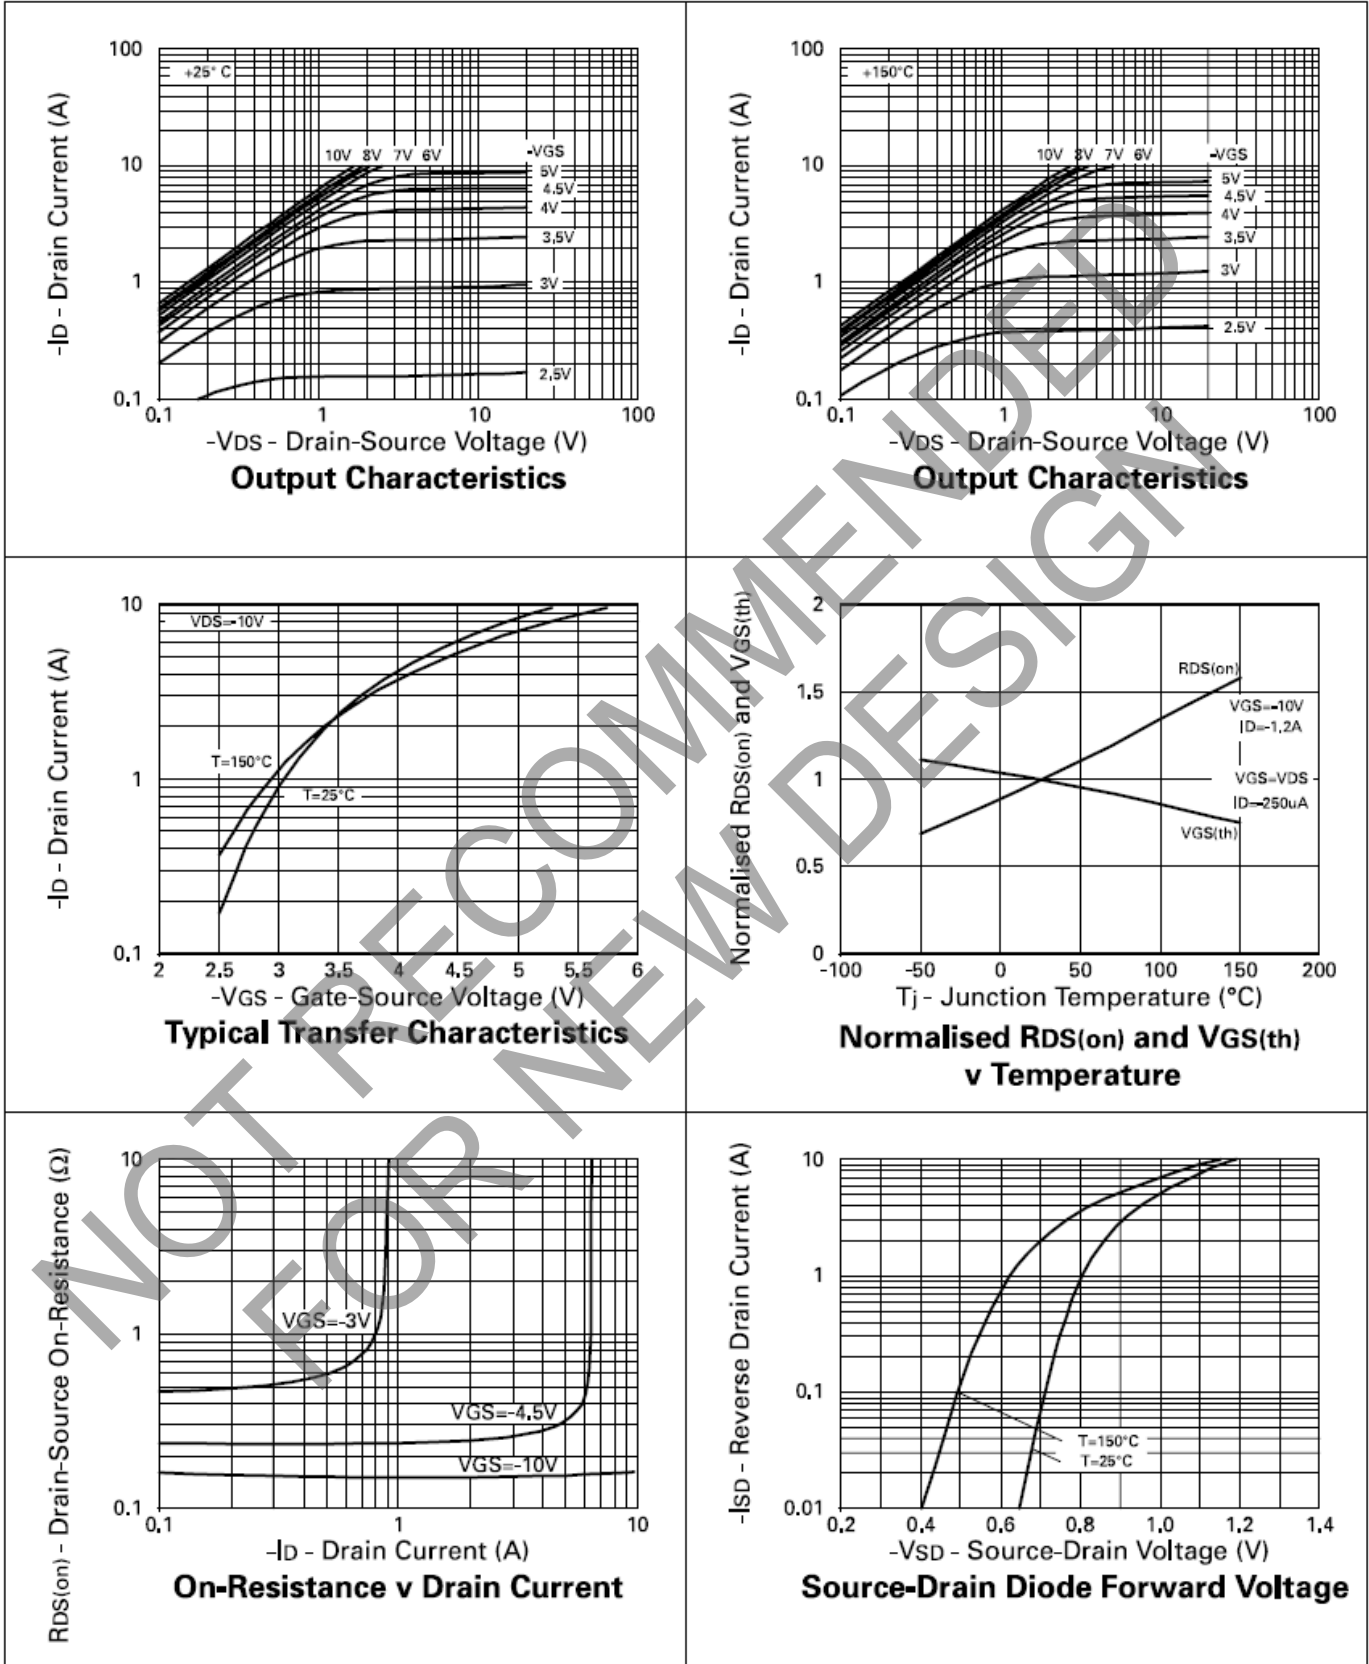 100
10
1
0.1
-ID - Drain Current (A)
+25° C
10V 8V 7V 6V
-VGS
5V
4.5V
4V
3.5V
3V
2.5V
0.1 1 10 100
-VDS - Drain-Source Voltage (V)
Output Characteristics
100
10
1
0.1
-ID - Drain Current (A)
+150°C
10V 8V 7V 6V
-VGS
5V
4.5V
4V
3.5V
3V
2.5V
0.1 1 10 100
-VDS - Drain-Source Voltage (V)
Output Characteristics
10
1
0.1
-ID - Drain Current (A)
VDS=-10V
T=150°C
T=25°C
2 2.5 3 3.5 4 4.5 5 5.5 6
-VGS - Gate-Source Voltage (V)
Typical Transfer Characteristics
2
1.5
1
0.5
0
Normalised RDS(on) and VGS(th)
RDS(on)
VGS=-10V
ID=-1.2A
VGS=VDS
ID=-250uA
VGS(th)
-100 -50 0 50 100 150 200
Tj - Junction Temperature (°C)
Normalised RDS(on) and VGS(th)
v Temperature
10
1
0.1
RDS(on) - Drain-Source On-Resistance (Ω)
VGS=-3V
VGS=-4.5V
VGS=-10V
0.1 1 10
-ID - Drain Current (A)
On-Resistance v Drain Current
10
1
0.1
0.01
-ISD - Reverse Drain Current (A)
T=150°C
T=25°C
0.2 0.4 0.6 0.8 1.0 1.2 1.4
-VSD - Source-Drain Voltage (V)
Source-Drain Diode Forward Voltage
NOT RECOMMENDED
FOR NEW DESIGN